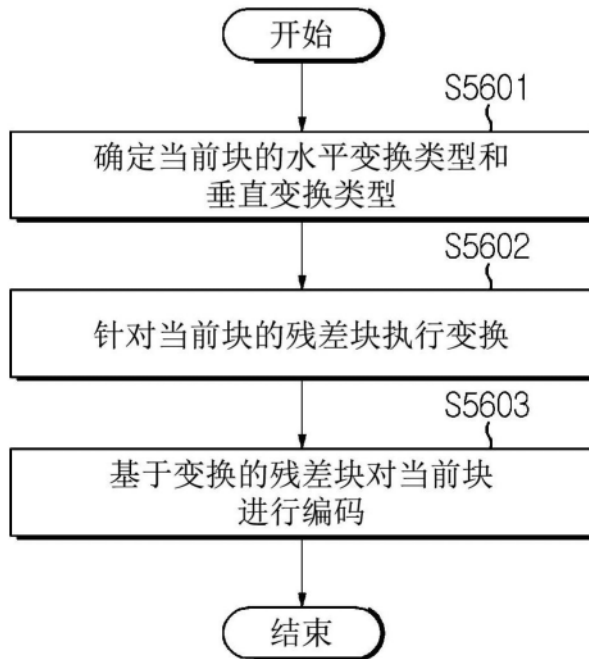 开始
S5601
确定当前块的水平变换类型和
垂直变换类型
S5602
针对当前块的残差块执行变换
S5603
基于变换的残差块对当前块
进行编码
结束